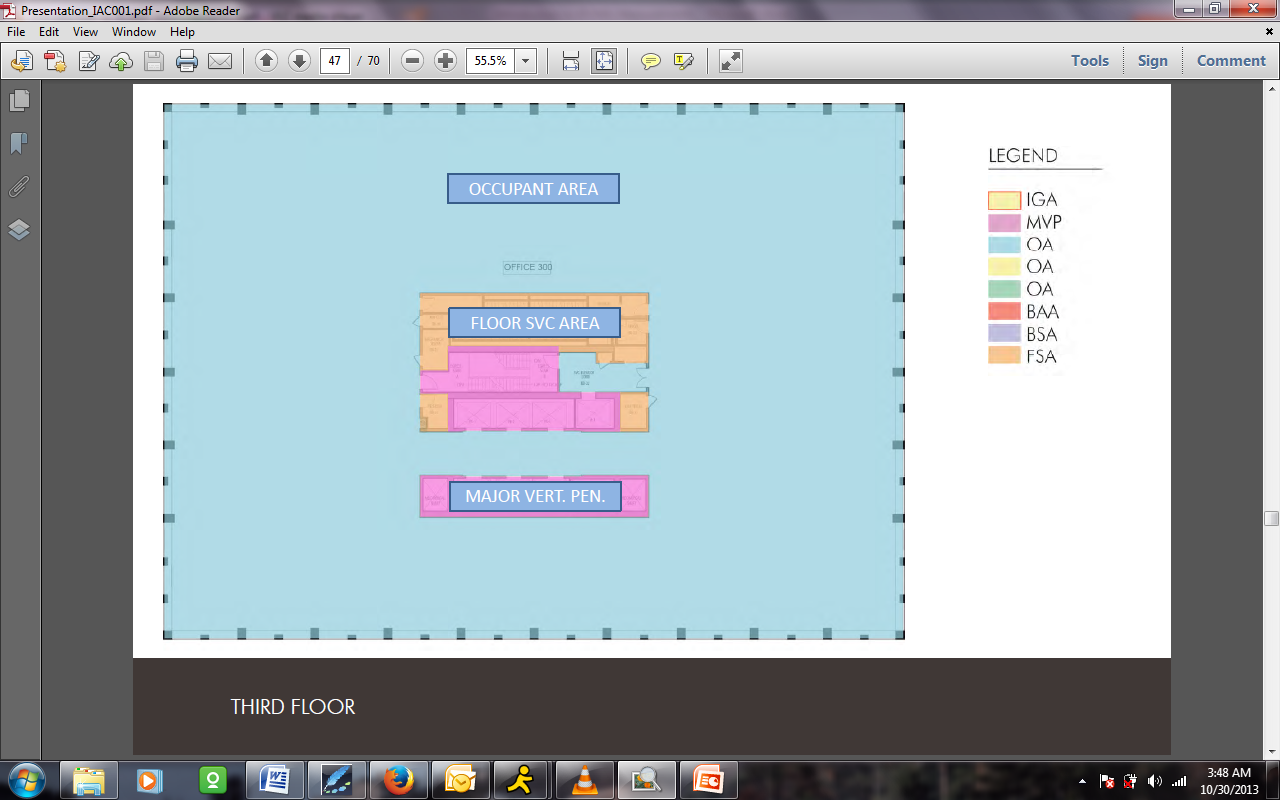 Presentation_IAC001.pdf - Adobe Reader
File Edit View Window Help
47 / 70 55.5% Tools Sign Comment
OCCUPANT AREA
OFFICE 300
FLOOR SVC AREA
MAJOR VERT. PEN.
LEGEND
IGA
MVP
OA
OA
OA
BAA
BSA
FSA
THIRD FLOOR
3:48 AM
10/30/2013